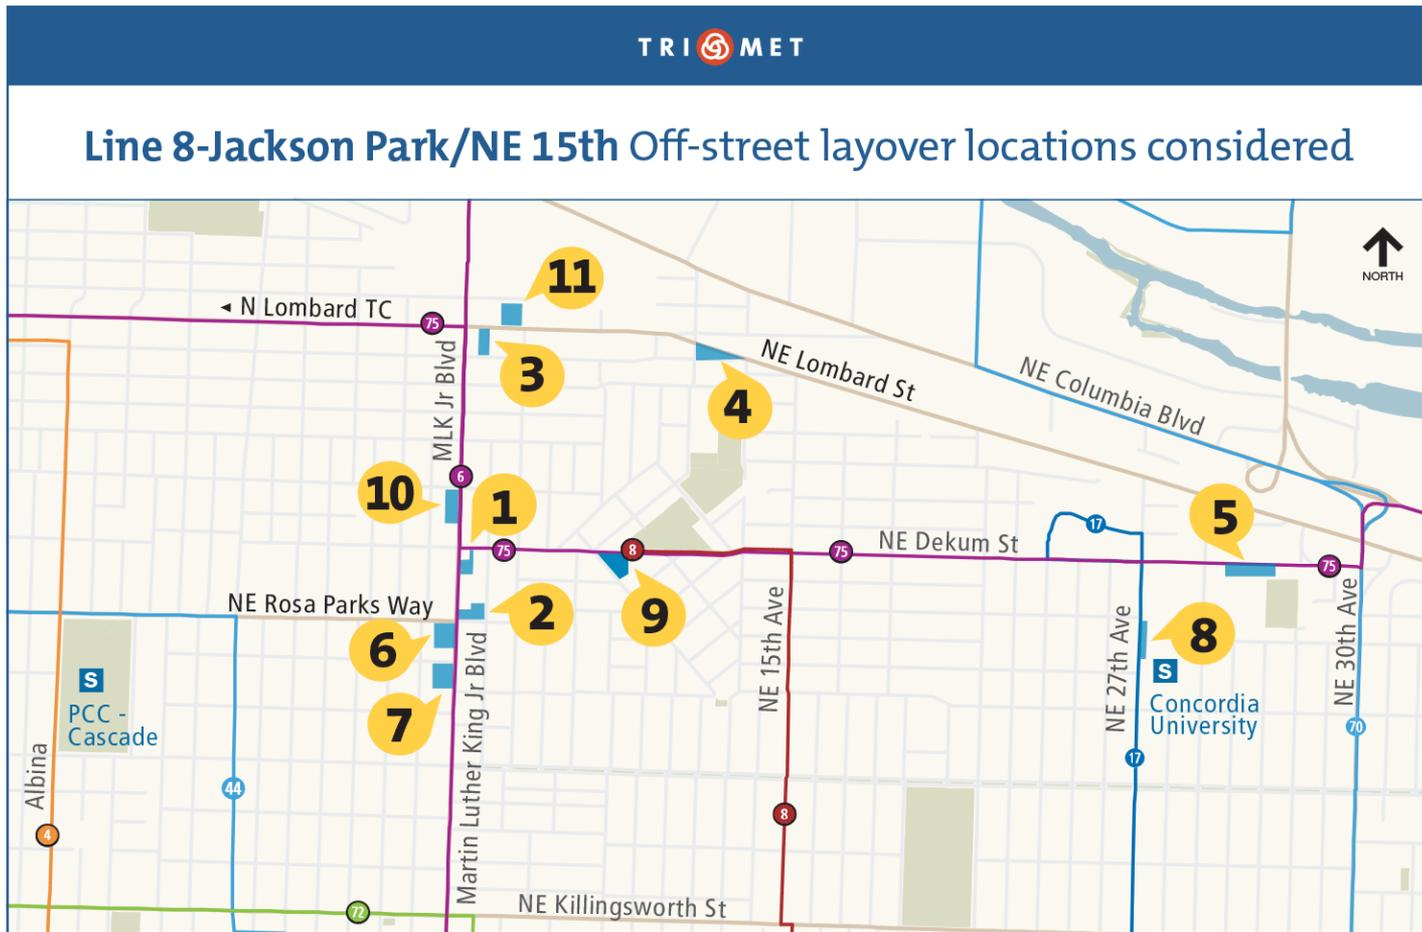 TRI MET
Line 8-Jackson Park/NE 15th Off-street layover locations considered
NORTH
11
N Lombard TC
75
3
MLK Jr Blvd
4
NE Lombard St
NE Columbia Blvd
6
10
1
75
8
75
NE Dekum St
17
5
75
NE Rosa Parks Way
2
9
6
7
8
S
PCC -
Cascade
S
Concordia
University
NE 15th Ave
NE 27th Ave
NE 30th Ave
Martin Luther King Jr Blvd
Albina
44
4
17
70
8
72
NE Killingsworth St